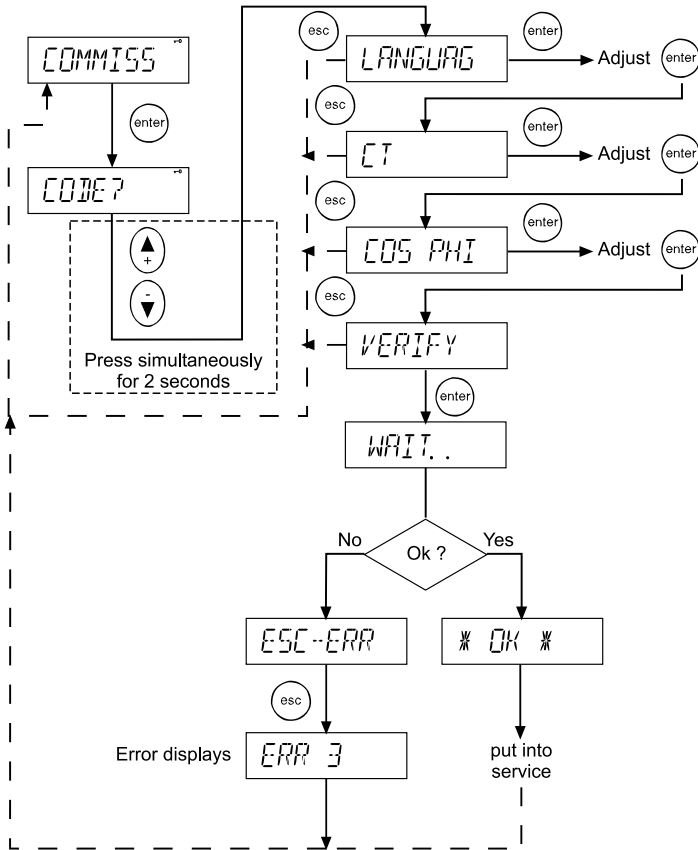 COMMISS
enter
CODE?
+
-
Press simultaneously
for 2 seconds
esc
LANGUAG
enter
Adjust
enter
esc
CT
enter
Adjust
enter
esc
COS PHI
enter
Adjust
enter
esc
VERIFY
enter
WAIT..
No
Ok ?
Yes
ESC-ERR
* OK *
esc
Error displays
ERR 3
put into
service